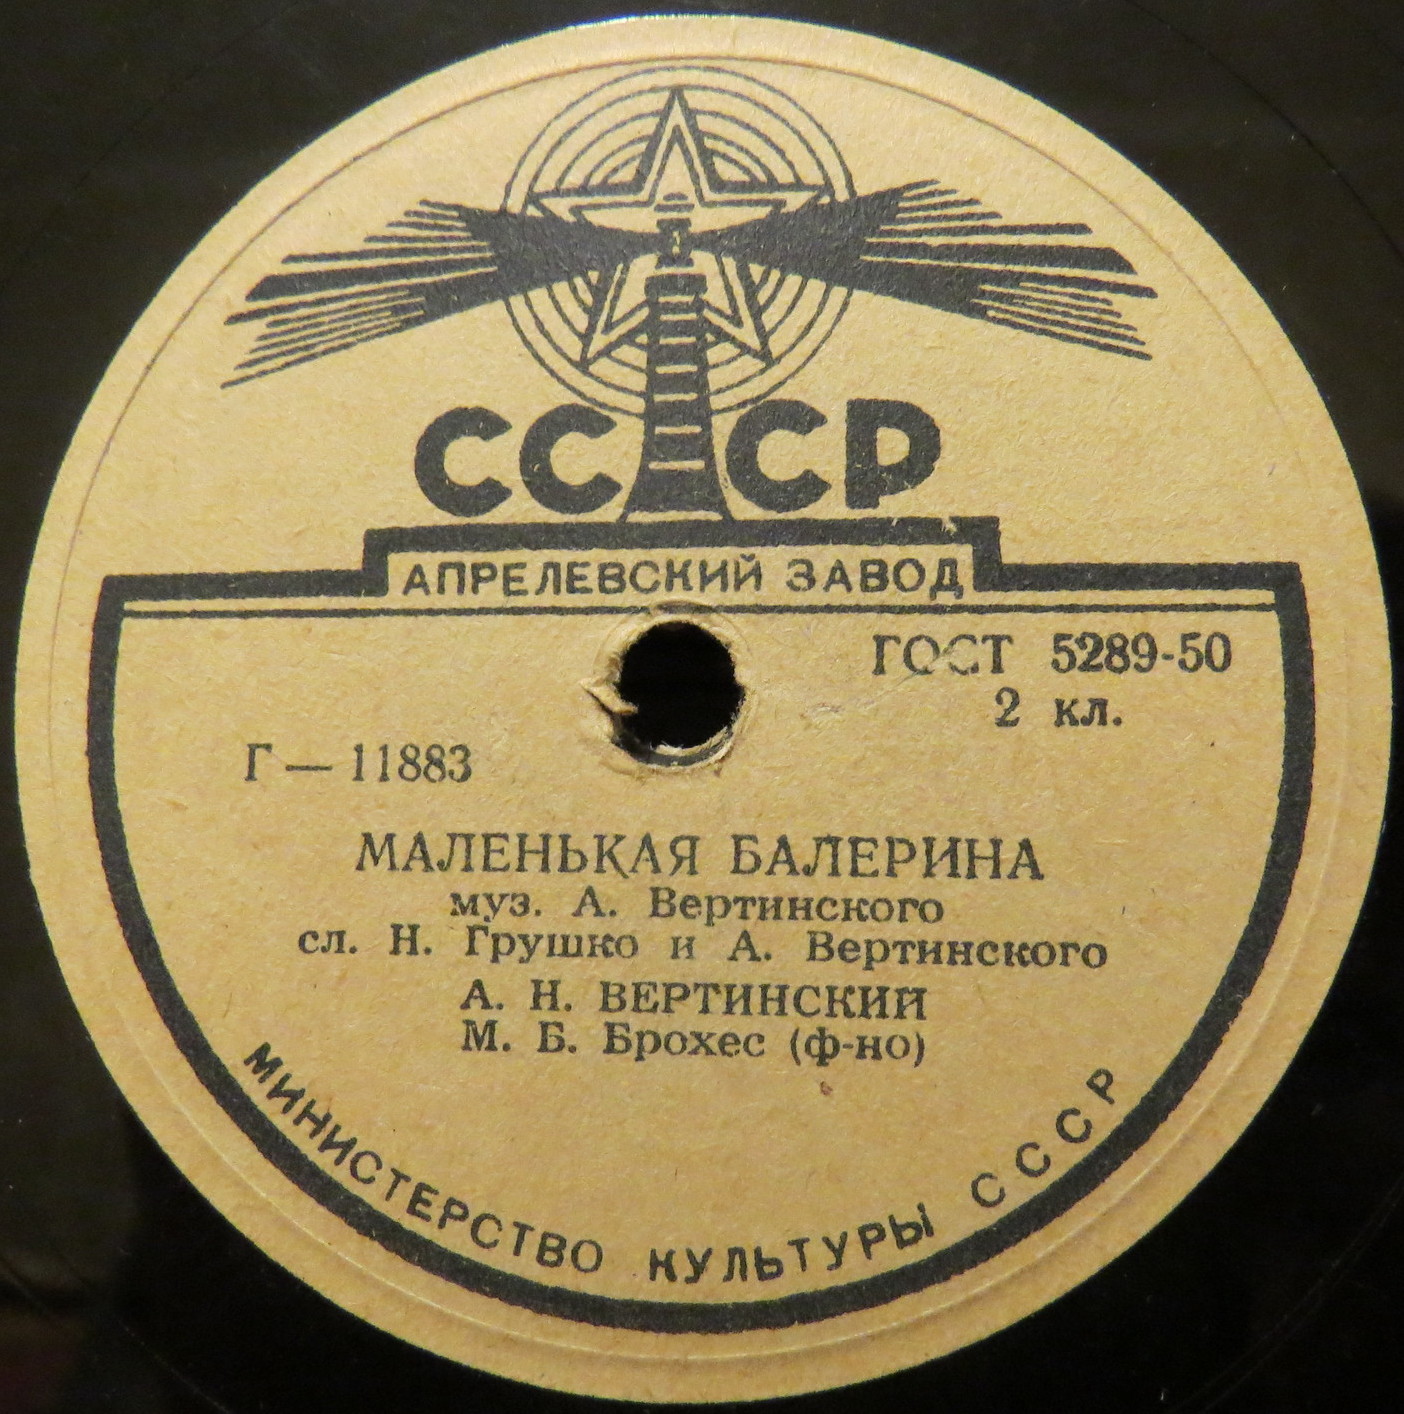 СССР
АПРЕЛЕВСКИЙ ЗАВОД
ГОСТ 5289-50
2 кл.
Г — 11883
МАЛЕНЬКАЯ БАЛЕРИНА
муз. А. Вертинского
сл. Н. Грушко и А. Вертинского
А. Н. ВЕРТИНСКИЙ
М. Б. Брохес (ф-но)
МИНИСТЕРСТВО КУЛЬТУРЫ СССР